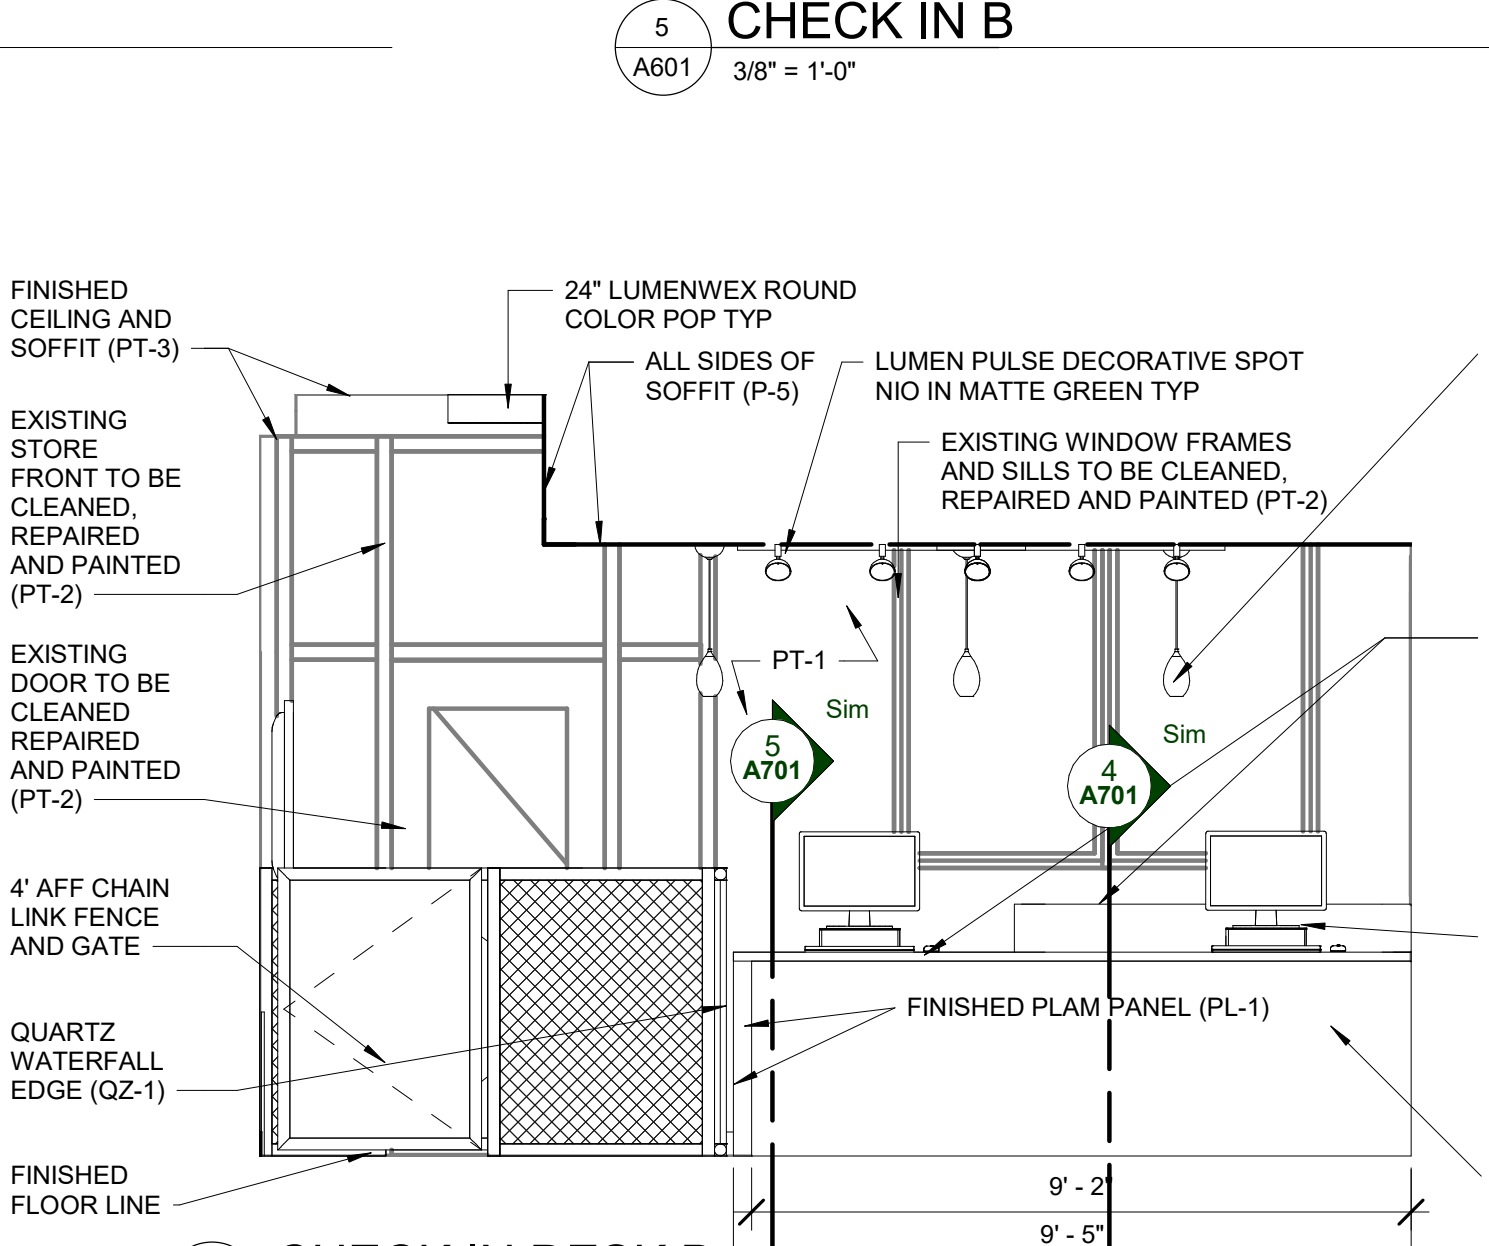 5
A601
CHECK IN B
3/8" = 1'-0"
FINISHED
CEILING AND
SOFFIT (PT-3)
24" LUMENWEX ROUND
COLOR POP TYP
ALL SIDES OF
SOFFIT (P-5)
LUMEN PULSE DECORATIVE SPOT
NIO IN MATTE GREEN TYP
EXISTING WINDOW FRAMES
AND SILLS TO BE CLEANED,
REPAIRED AND PAINTED (PT-2)
EXISTING
STORE
FRONT TO BE
CLEANED,
REPAIRED
AND PAINTED
(PT-2)
EXISTING
DOOR TO BE
CLEANED
REPAIRED
AND PAINTED
(PT-2)
PT-1
Sim
5
A701
Sim
4
A701
4' AFF CHAIN
LINK FENCE
AND GATE
FINISHED PLAM PANEL (PL-1)
QUARTZ
WATERFALL
EDGE (QZ-1)
FINISHED
FLOOR LINE
9' - 2"
9' - 5"
CHECK IN DESK B